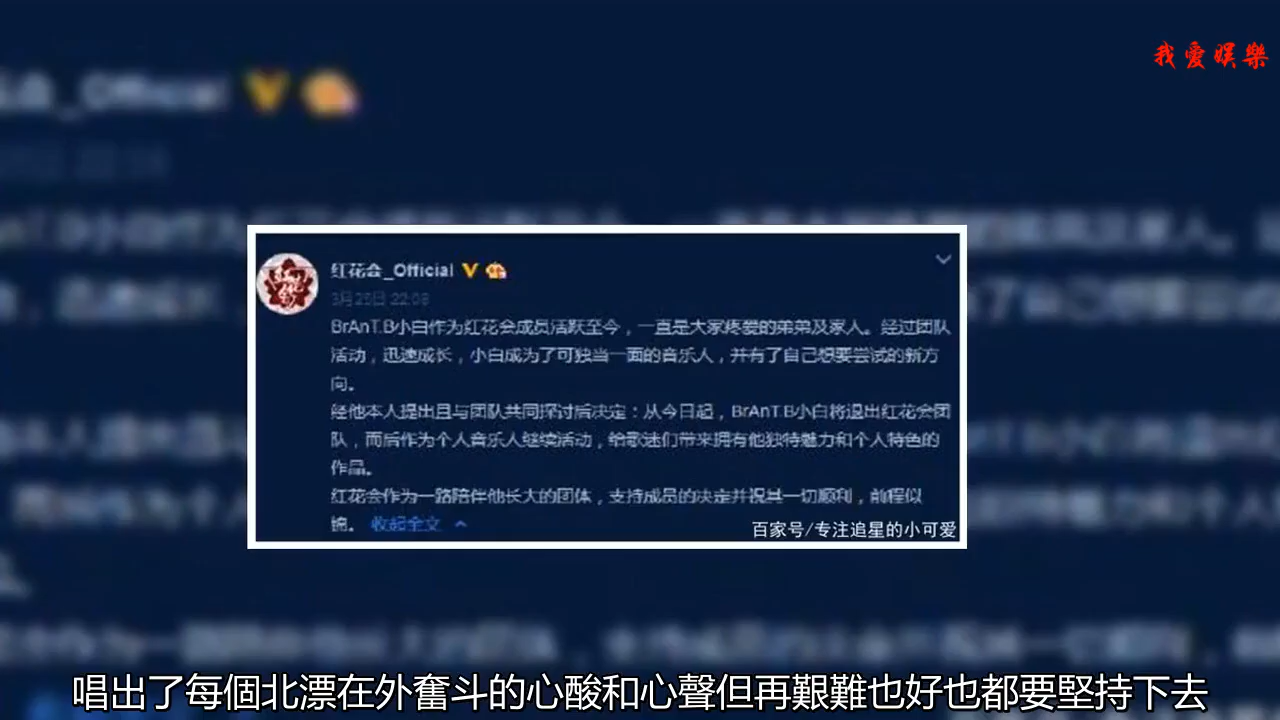 我愛娱樂
红花会_Official
3月25日 22:08
BrAnT.B小白作为红花会成员活跃至今，一直是大家疼爱的弟弟及家人。经过团队
活动，迅速成长，小白成为了可独当一面的音乐人，并有了自己想要尝试的新方
向。
经他本人提出且与团队共同探讨后决定：从今日起，BrAnT.B小白将退出红花会团
队，而后作为个人音乐人继续活动，给歌迷们带来拥有他独特魅力和个人特色的
作品。
红花会作为一路陪伴他长大的团体，支持成员的决定并祝其一切顺利，前程似
锦。 收起全文
百家号/专注追星的小可爱
唱出了每個北漂在外奮斗的心酸和心聲但再艱難也好也都要堅持下去